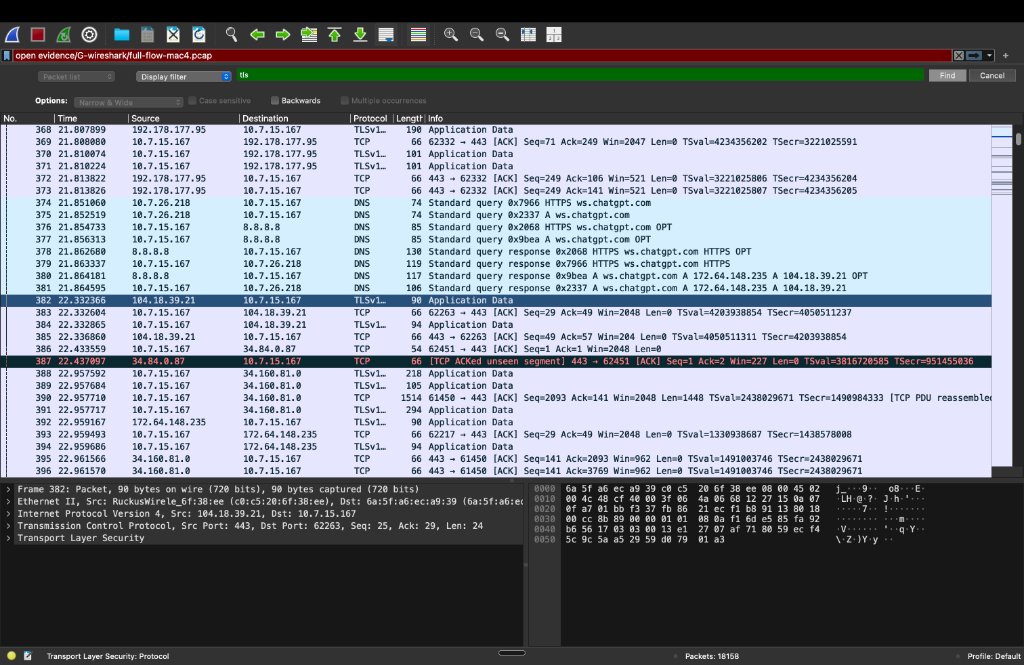 open evidence/G-wireshark/full-flow-mac4.pcap
Packet list Display filter tls Find Cancel
Options: Narrow & Wide Case sensitive Backwards Multiple occurrences
No. Time Source Destination Protocol Length Info
368 21.807899 192.178.177.95 10.7.15.167 TLSv1… 190 Application Data
369 21.808080 10.7.15.167 192.178.177.95 TCP 66 62332 → 443 [ACK] Seq=71 Ack=249 Win=2047 Len=0 TSval=4234356202 TSecr=3221025591
370 21.810074 10.7.15.167 192.178.177.95 TLSv1… 101 Application Data
371 21.810224 10.7.15.167 192.178.177.95 TLSv1… 101 Application Data
372 21.813822 192.178.177.95 10.7.15.167 TCP 66 443 → 62332 [ACK] Seq=249 Ack=106 Win=521 Len=0 TSval=3221025806 TSecr=4234356204
373 21.813826 192.178.177.95 10.7.15.167 TCP 66 443 → 62332 [ACK] Seq=249 Ack=141 Win=521 Len=0 TSval=3221025807 TSecr=4234356205
374 21.851060 10.7.26.218 10.7.15.167 DNS 74 Standard query 0x7966 HTTPS ws.chatgpt.com
375 21.852519 10.7.26.218 10.7.15.167 DNS 74 Standard query 0x2337 A ws.chatgpt.com
376 21.854733 10.7.15.167 8.8.8.8 DNS 85 Standard query 0x2068 HTTPS ws.chatgpt.com OPT
377 21.856313 10.7.15.167 8.8.8.8 DNS 85 Standard query 0x9bea A ws.chatgpt.com OPT
378 21.862680 8.8.8.8 10.7.15.167 DNS 130 Standard query response 0x2068 HTTPS ws.chatgpt.com HTTPS OPT
379 21.863337 10.7.15.167 10.7.26.218 DNS 119 Standard query response 0x7966 HTTPS ws.chatgpt.com HTTPS
380 21.864181 8.8.8.8 10.7.15.167 DNS 117 Standard query response 0x9bea A ws.chatgpt.com A 172.64.148.235 A 104.18.39.21 OPT
381 21.864595 10.7.15.167 10.7.26.218 DNS 106 Standard query response 0x2337 A ws.chatgpt.com A 172.64.148.235 A 104.18.39.21
382 22.332366 104.18.39.21 10.7.15.167 TLSv1… 90 Application Data
383 22.332604 10.7.15.167 104.18.39.21 TCP 66 62263 → 443 [ACK] Seq=29 Ack=49 Win=2048 Len=0 TSval=4203938854 TSecr=4050511237
384 22.332865 10.7.15.167 104.18.39.21 TLSv1… 94 Application Data
385 22.336860 104.18.39.21 10.7.15.167 TCP 66 443 → 62263 [ACK] Seq=49 Ack=57 Win=204 Len=0 TSval=4050511311 TSecr=4203938854
386 22.433559 10.7.15.167 34.84.0.87 TCP 54 62451 → 443 [ACK] Seq=1 Ack=1 Win=2048 Len=0
387 22.437097 34.84.0.87 10.7.15.167 TCP 66 [TCP ACKed unseen segment] 443 → 62451 [ACK] Seq=1 Ack=2 Win=227 Len=0 TSval=3816720585 TSecr=951455036
388 22.957592 10.7.15.167 34.160.81.0 TLSv1… 218 Application Data
389 22.957684 10.7.15.167 34.160.81.0 TLSv1… 105 Application Data
390 22.957710 10.7.15.167 34.160.81.0 TCP 1514 61450 → 443 [ACK] Seq=2093 Ack=141 Win=2048 Len=1448 TSval=2438029671 TSecr=1490984333 [TCP PDU reassemble
391 22.957717 10.7.15.167 34.160.81.0 TLSv1… 294 Application Data
392 22.959167 172.64.148.235 10.7.15.167 TLSv1… 90 Application Data
393 22.959493 10.7.15.167 172.64.148.235 TCP 66 62217 → 443 [ACK] Seq=29 Ack=49 Win=2048 Len=0 TSval=1330938687 TSecr=1438578008
394 22.959686 10.7.15.167 172.64.148.235 TLSv1… 94 Application Data
395 22.961566 34.160.81.0 10.7.15.167 TCP 66 443 → 61450 [ACK] Seq=141 Ack=2093 Win=962 Len=0 TSval=1491003746 TSecr=2438029671
396 22.961570 34.160.81.0 10.7.15.167 TCP 66 443 → 61450 [ACK] Seq=141 Ack=3769 Win=962 Len=0 TSval=1491003746 TSecr=2438029671
Frame 382: Packet, 90 bytes on wire (720 bits), 90 bytes captured (720 bits)
Ethernet II, Src: RuckusWirele_6f:38:ee (c0:c5:20:6f:38:ee), Dst: 6a:5f:a6:ec:a9:39 (6a:5f:a6:ec
Internet Protocol Version 4, Src: 104.18.39.21, Dst: 10.7.15.167
Transmission Control Protocol, Src Port: 443, Dst Port: 62263, Seq: 25, Ack: 29, Len: 24
Transport Layer Security
0000 6a 5f a6 ec a9 39 c0 c5 20 6f 38 ee 08 00 45 02 j_···9·· o8···E·
0010 00 4c 48 cf 40 00 3f 06 4a 06 68 12 27 15 0a 07 ·LH·@·?· J·h·'···
0020 0f a7 01 bb f3 37 fb 86 21 ec f1 b8 91 13 80 18 ·····7·· !·······
0030 00 cc 8b 89 00 00 01 01 08 0a f1 6d e5 85 fa 92 ········ ···m····
0040 b6 56 17 03 03 00 13 e1 27 07 af 71 80 59 ec f4 ·V······ '··q·Y··
0050 5c 9c 5a a5 29 59 d0 79 01 a3 \·Z·)Y·y ··
Transport Layer Security: Protocol Packets: 18158 Profile: Default